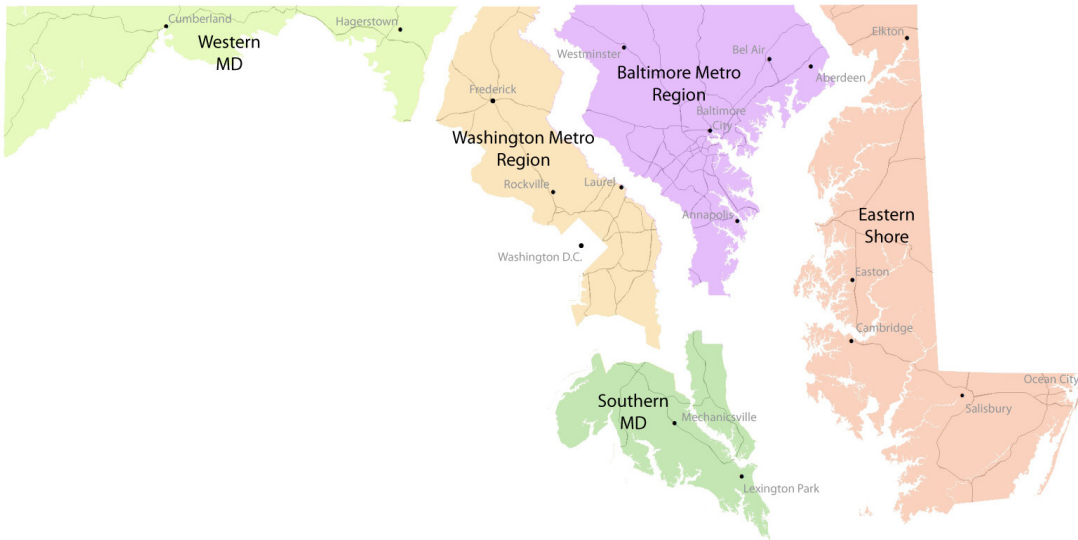 Cumberland
Hagerstown
Western
MD
Frederick
Washington Metro
Region
Rockville
Laurel
Washington D.C.
Westminster
Bel Air
Aberdeen
Baltimore Metro
Region
Baltimore
City
Annapolis
Elkton
Eastern
Shore
Easton
Cambridge
Ocean City
Salisbury
Southern
MD
Mechanicsville
Lexington Park